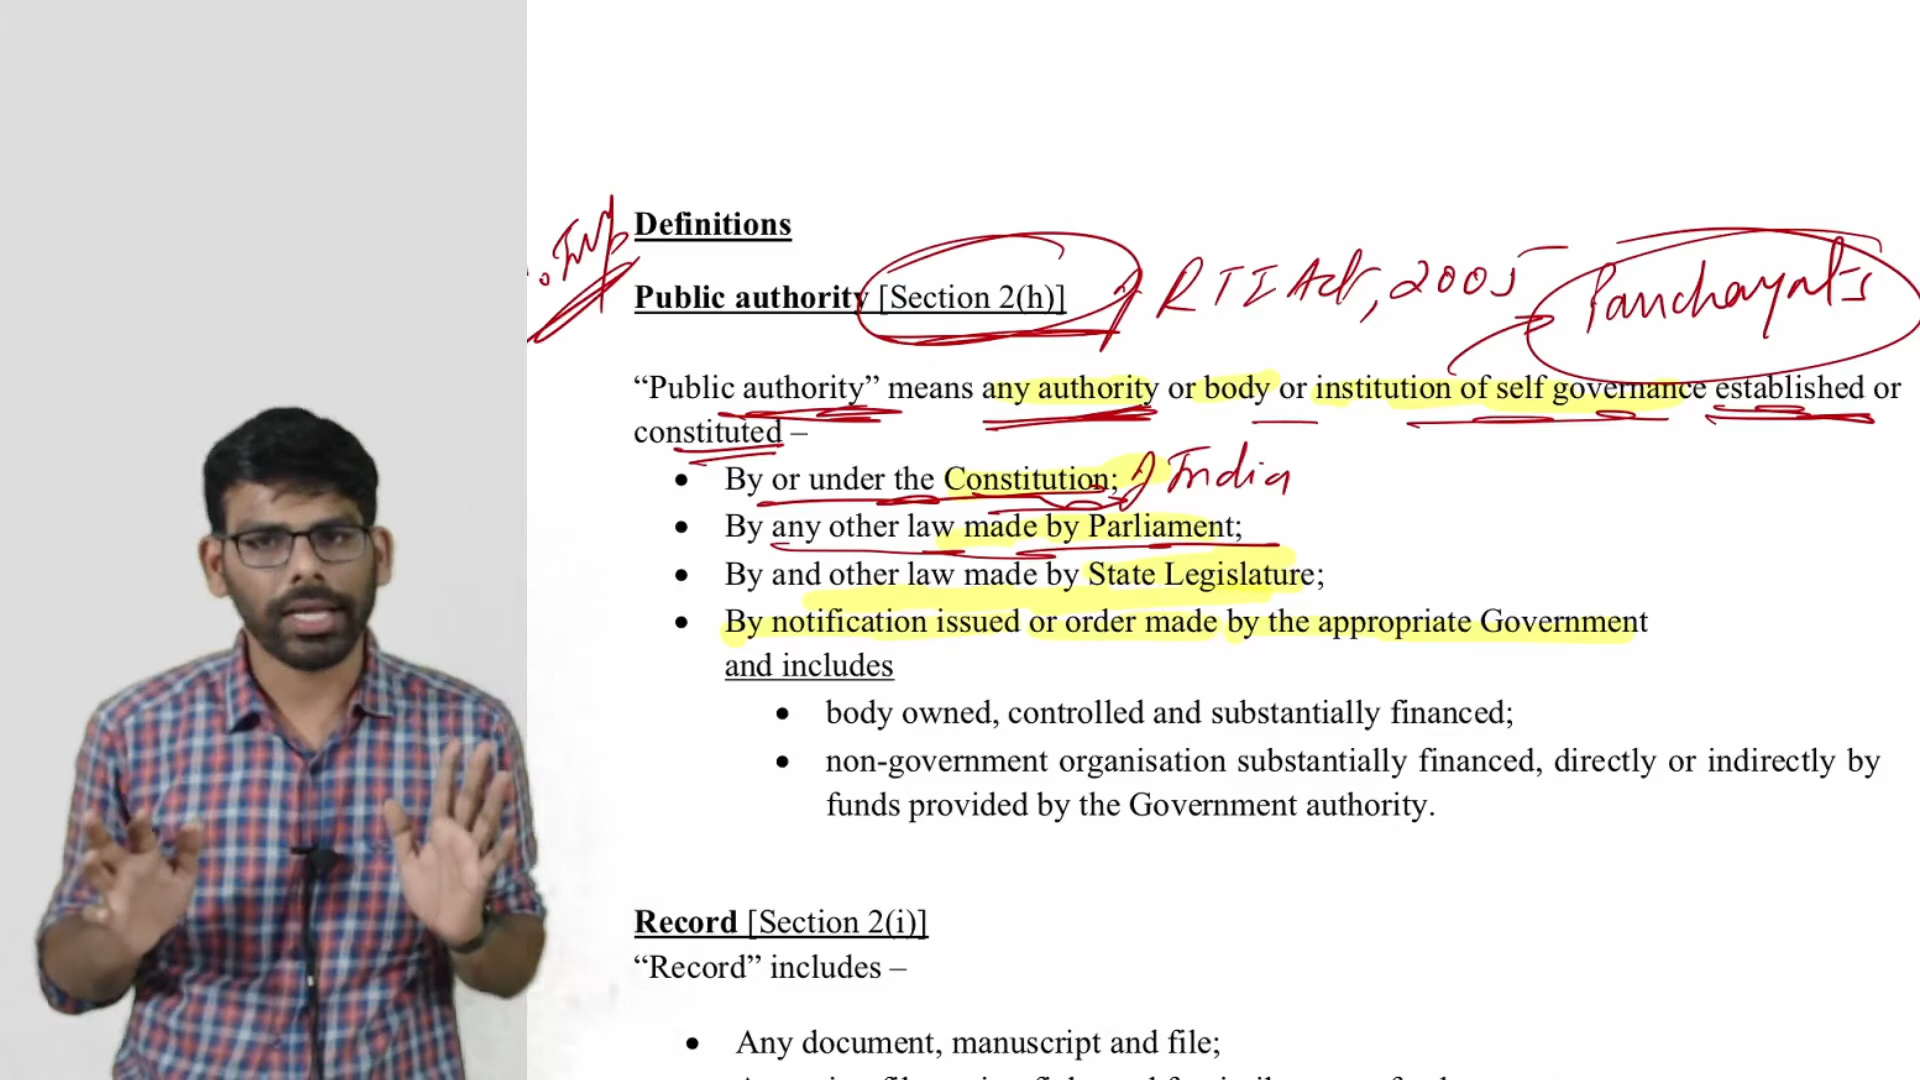 Imp
Definitions
Public authority [Section 2(h)] RTI Act, 2005 Panchayats
“Public authority” means any authority or body or institution of self governance established or
constituted –
• By or under the Constitution; of India
• By any other law made by Parliament;
• By and other law made by State Legislature;
• By notification issued or order made by the appropriate Government
and includes
• body owned, controlled and substantially financed;
• non-government organisation substantially financed, directly or indirectly by
funds provided by the Government authority.
Record [Section 2(i)]
“Record” includes –
• Any document, manuscript and file;